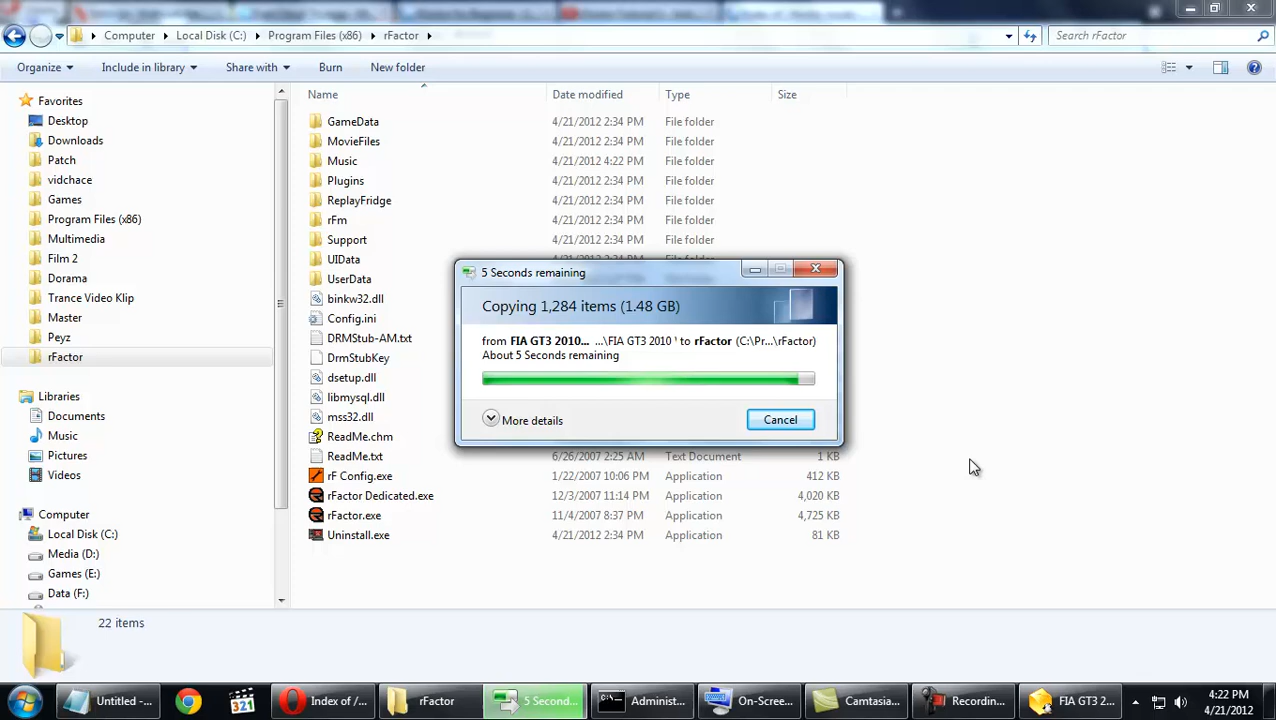 Computer Local Disk (C:) Program Files (x86) rFactor Search rFactor
Organize Include in library Share with Burn New folder
Name Date modified Type Size
Favorites
Desktop
Downloads
Patch
vidchace
Games
Program Files (x86)
Multimedia
Film 2
Dorama
Trance Video Klip
Master
Peyz
rFactor
Libraries
Documents
Music
Pictures
Videos
Computer
Local Disk (C:)
Media (D:)
Games (E:)
Data (F:)
GameData 4/21/2012 2:34 PM File folder
MovieFiles 4/21/2012 2:34 PM File folder
Music 4/21/2012 4:22 PM File folder
Plugins 4/21/2012 2:34 PM File folder
ReplayFridge 4/21/2012 2:34 PM File folder
rFm 4/21/2012 2:34 PM File folder
Support 4/21/2012 2:34 PM File folder
UIData
UserData
binkw32.dll
Config.ini
DRMStub-AM.txt
DrmStubKey
dsetup.dll
libmysql.dll
mss32.dll
ReadMe.chm
ReadMe.txt 6/26/2007 2:25 AM Text Document 1 KB
rF Config.exe 1/22/2007 10:06 PM Application 412 KB
rFactor Dedicated.exe 12/3/2007 11:14 PM Application 4,020 KB
rFactor.exe 11/4/2007 8:37 PM Application 4,725 KB
Uninstall.exe 4/21/2012 2:34 PM Application 81 KB
5 Seconds remaining
Copying 1,284 items (1.48 GB)
from FIA GT3 2010... ...\FIA GT3 2010 ' to rFactor (C:\Pr...\rFactor)
About 5 Seconds remaining
More details Cancel
22 items
Untitled -... 321 Index of /... rFactor 5 Second... Administ... On-Scree... Camtasia... Recordin... FIA GT3 2... 4:22 PM
4/21/2012